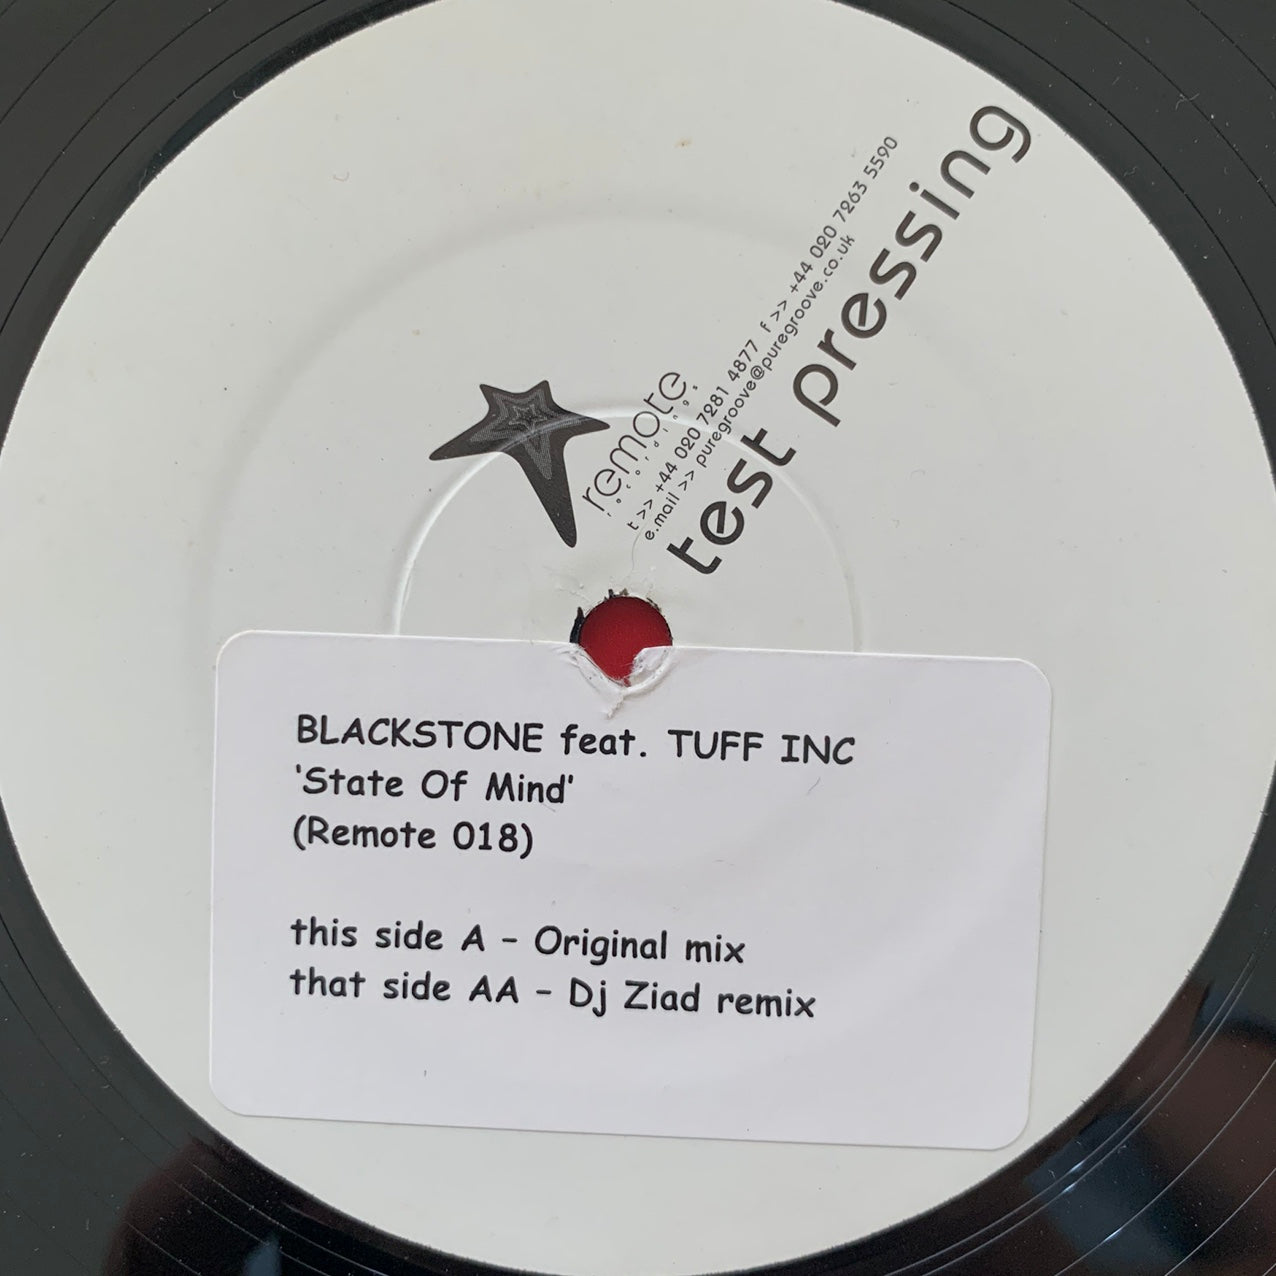 remote
recordings
t >> +44 020 7281 4877 f >> +44 020 7263 5590
e.mail >> puregroove@puregroove.co.uk
test pressing
BLACKSTONE feat. TUFF INC
'State Of Mind'
(Remote 018)
this side A - Original mix
that side AA - Dj Ziad remix